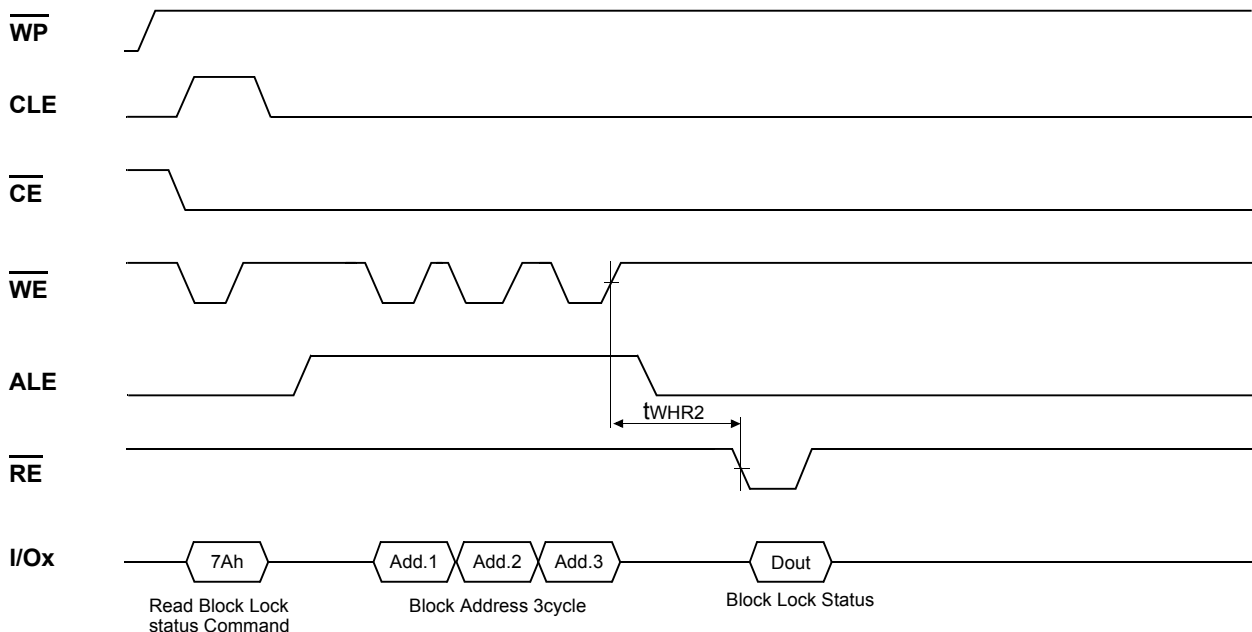 WP
CLE
CE
WE
ALE
tWHR2
RE
I/Ox
7Ah
Add.1
Add.2
Add.3
Dout
Read Block Lock
status Command
Block Address 3cycle
Block Lock Status